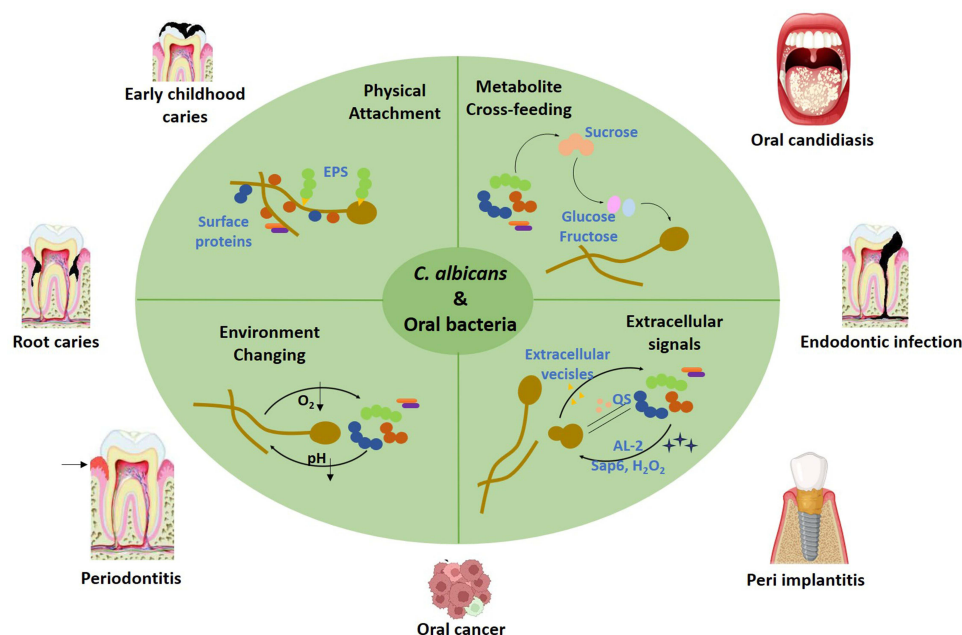 Early childhood
caries
Oral candidiasis
Root caries
Endodontic infection
Periodontitis
Peri implantitis
Oral cancer
Physical
Attachment
EPS
Surface
proteins
Metabolite
Cross-feeding
Sucrose
Glucose
Fructose
C. albicans
&
Oral bacteria
Environment
Changing
O₂
pH
Extracellular
signals
Extracellular
vecisles
QS
AL-2
Sap6, H₂O₂